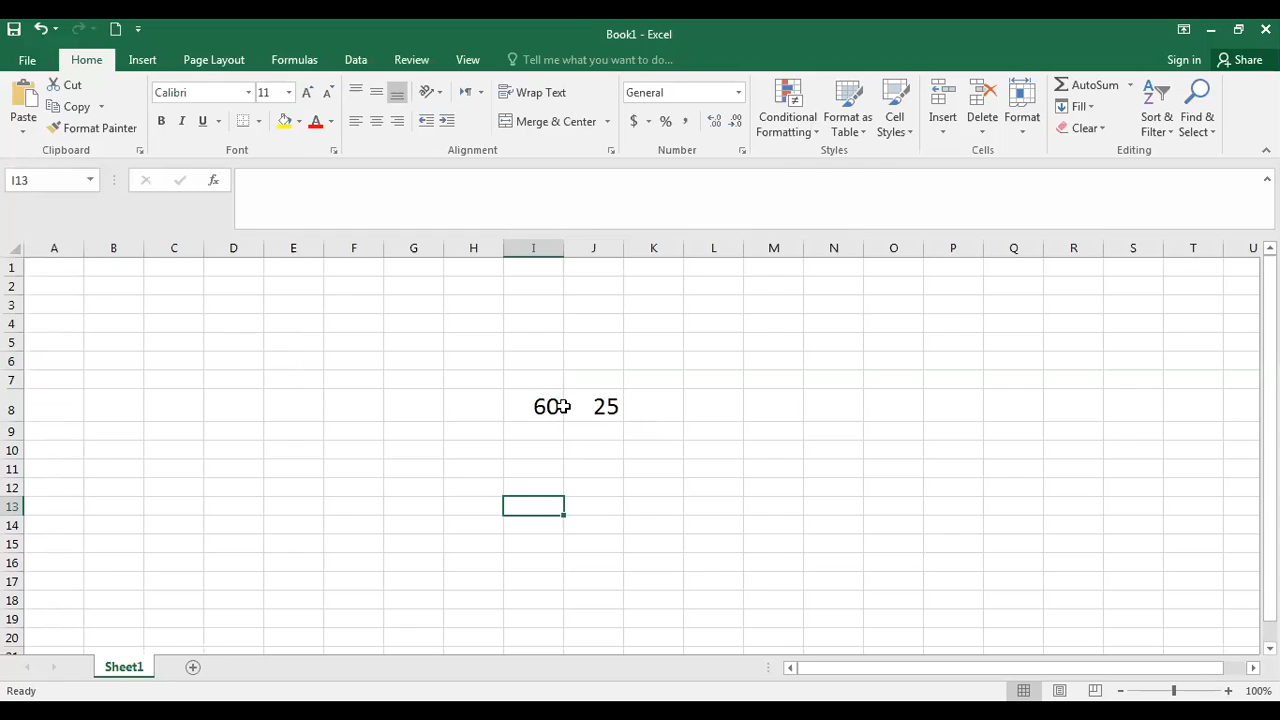 Book1 - Excel
File Home Insert Page Layout Formulas Data Review View Tell me what you want to do... Sign in Share
Paste
Cut
Copy
Format Painter
Clipboard
Calibri 11
B I U A
Font
Wrap Text
Merge & Center
Alignment
General
$ % ,
Number
Conditional Formatting
Format as Table
Cell Styles
Styles
Insert Delete Format
Cells
AutoSum
Fill
Clear
Sort & Filter
Find & Select
Editing
I13 fx
A B C D E F G H I J K L M N O P Q R S T U
1
2
3
4
5
6
7
8 60 25
9
10
11
12
13
14
15
16
17
18
19
20
Sheet1
Ready 100%